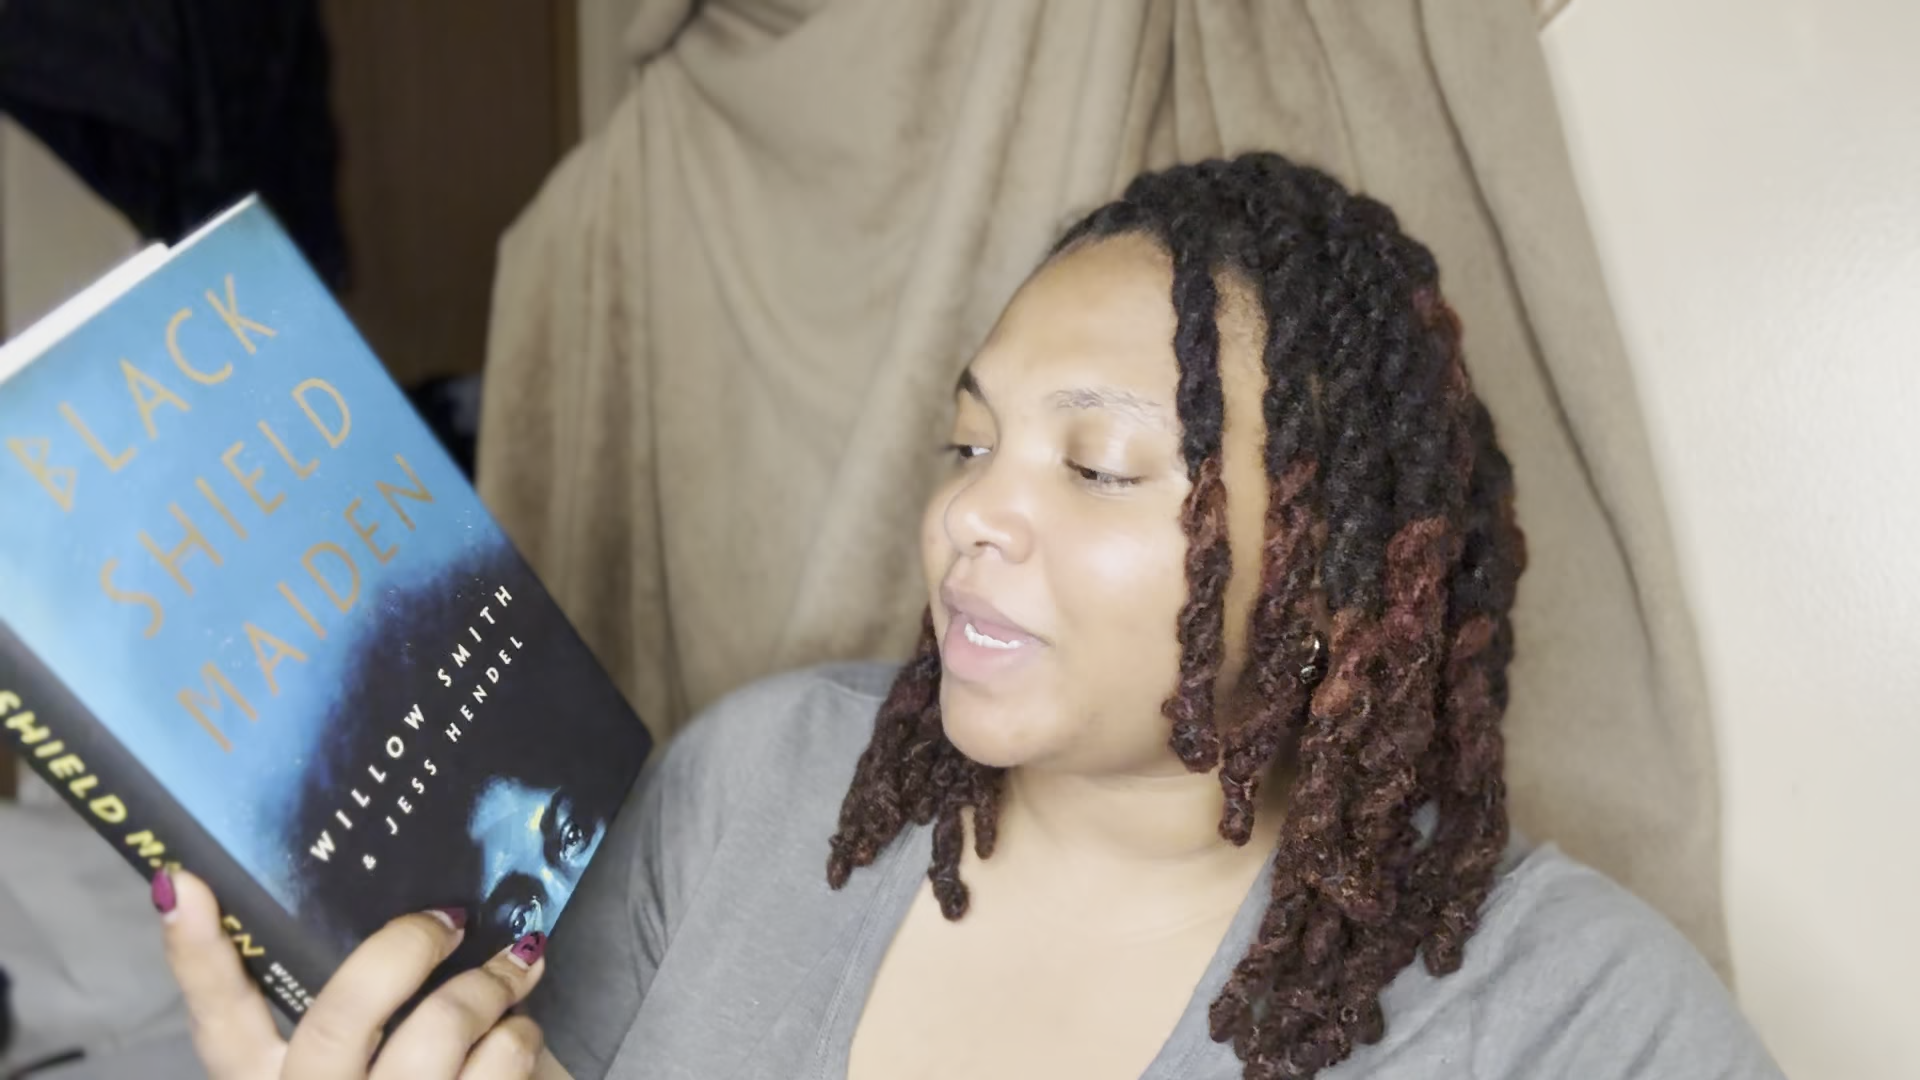 BLACK
SHIELD
MAIDEN
WILLOW SMITH
& JESS HENDEL
SHIELD